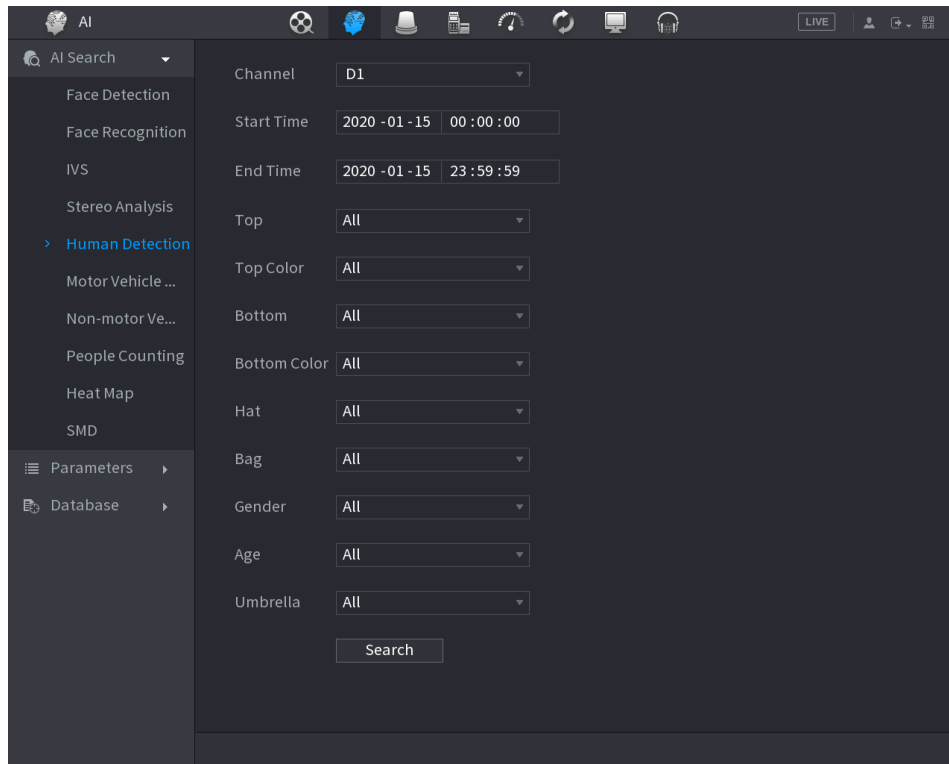 AI
LIVE
AI Search
Face Detection
Face Recognition
IVS
Stereo Analysis
Human Detection
Motor Vehicle ...
Non-motor Ve...
People Counting
Heat Map
SMD
Parameters
Database
Channel D1
Start Time 2020 -01 -15 00 :00 :00
End Time 2020 -01 -15 23 :59 :59
Top All
Top Color All
Bottom All
Bottom Color All
Hat All
Bag All
Gender All
Age All
Umbrella All
Search